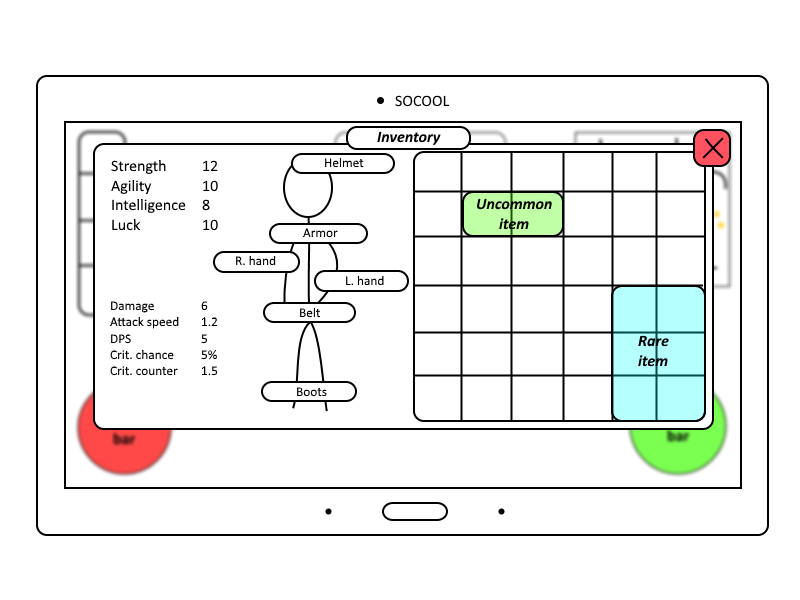 SOCOOL
Inventory
Strength 12
Agility 10
Intelligence 8
Luck 10
Damage 6
Attack speed 1.2
DPS 5
Crit. chance 5%
Crit. counter 1.5
Helmet
Armor
R. hand
L. hand
Belt
Boots
Uncommon
item
Rare
item
bar
bar